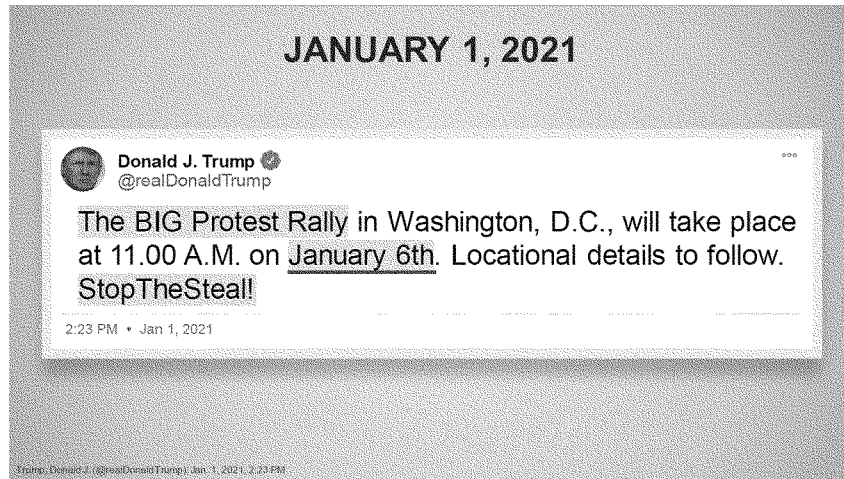 JANUARY 1, 2021
Donald J. Trump
@realDonaldTrump
The BIG Protest Rally in Washington, D.C., will take place
at 11.00 A.M. on January 6th. Locational details to follow.
StopTheSteal!
2:23 PM • Jan 1, 2021
Trump, Donald J. (@realDonaldTrump). Jan. 1, 2021, 2:23 PM